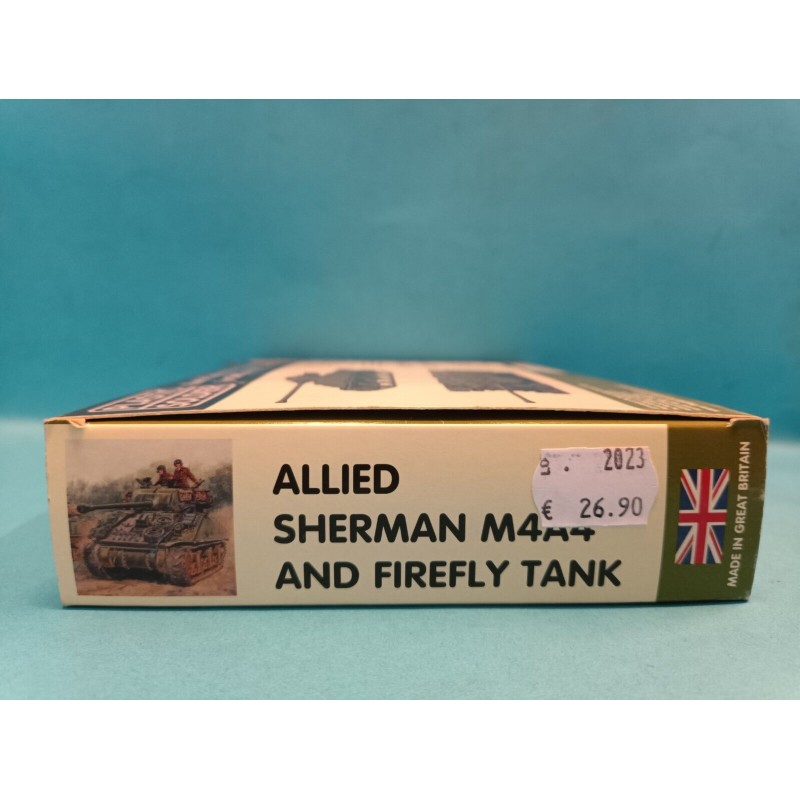 ALLIED
SHERMAN M4A4
AND FIREFLY TANK
2023
€ 26.90
MADE IN GREAT BRITAIN